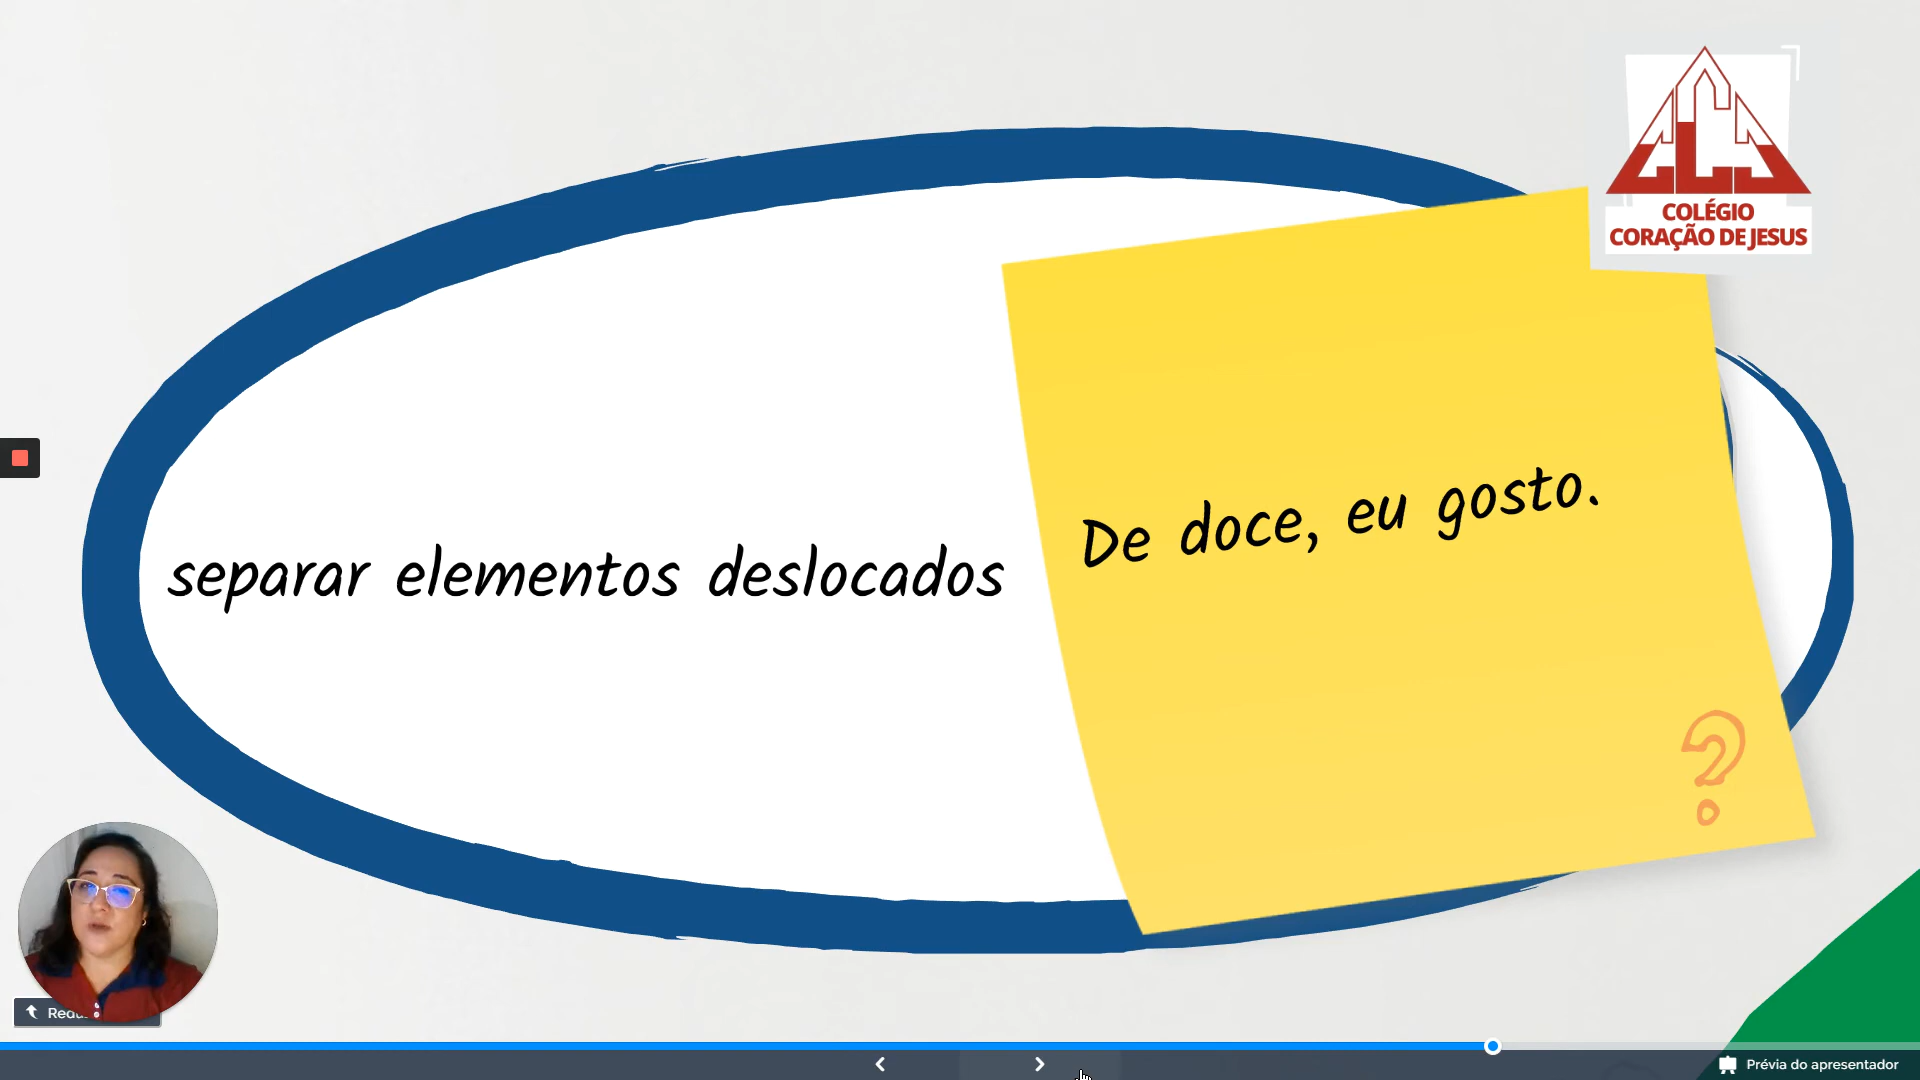 COLÉGIO
CORAÇÃO DE JESUS
De doce, eu gosto.
separar elementos deslocados
?
Prévia do apresentador